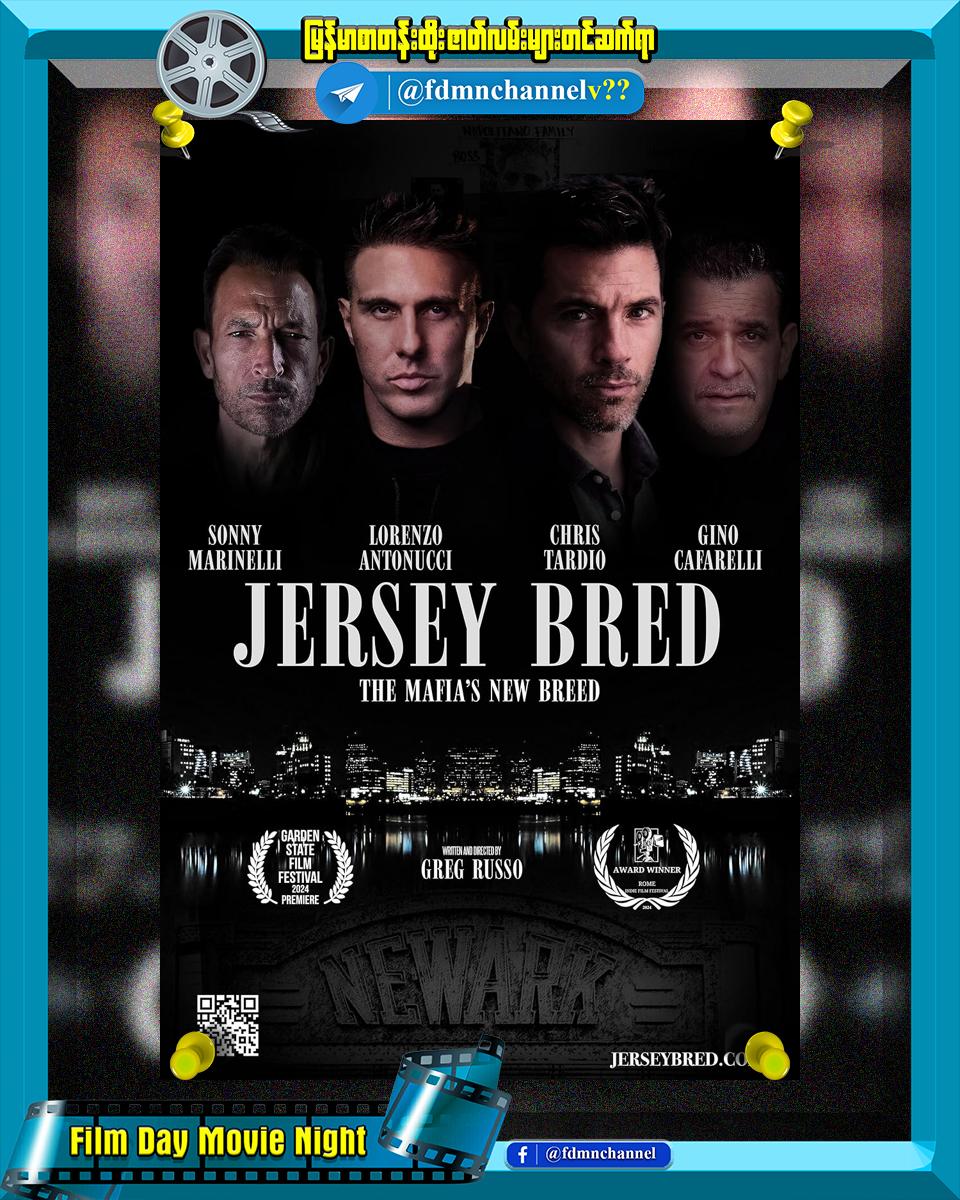 မြန်မာစာတန်းထိုးဇာတ်လမ်းများတင်ဆက်ရာ
@fdmnchannelv??
BOSS
SONNY MARINELLI
LORENZO ANTONUCCI
CHRIS TARDIO
GINO CAFARELLI
JERSEY BRED
THE MAFIA'S NEW BREED
GARDEN
STATE
FILM
FESTIVAL
2024
PREMIERE
WRITTEN AND DIRECTED BY
GREG RUSSO
AWARD WINNER
ROME
INDIE FILM FESTIVAL
2024
NEWARK
JERSEYBRED.CO
Film Day Movie Night
@fdmnchannel